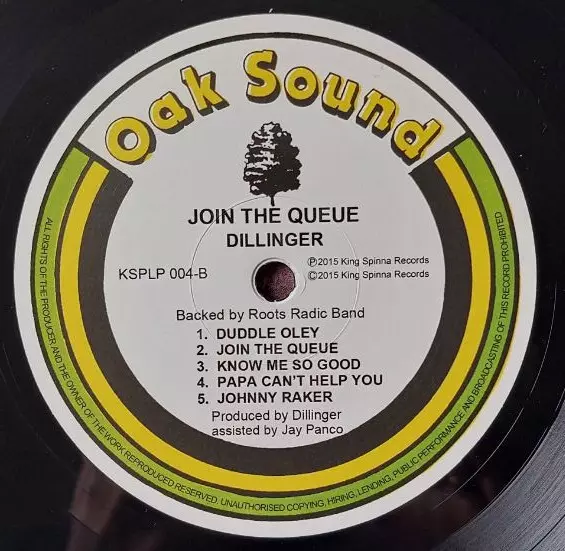 Oak Sound
JOIN THE QUEUE
DILLINGER
KSPLP 004-B
Ⓟ2015 King Spinna Records
©2015 King Spinna Records
Backed by Roots Radic Band
1. DUDDLE OLEY
2. JOIN THE QUEUE
3. KNOW ME SO GOOD
4. PAPA CAN'T HELP YOU
5. JOHNNY RAKER
Produced by Dillinger
assisted by Jay Panco
ALL RIGHTS OF THE PRODUCER AND THE OWNER OF THE WORK REPRODUCED RESERVED. UNAUTHORISED COPYING, HIRING, LENDING, PUBLIC PERFORMANCE AND BROADCASTING OF THIS RECORD PROHIBITED